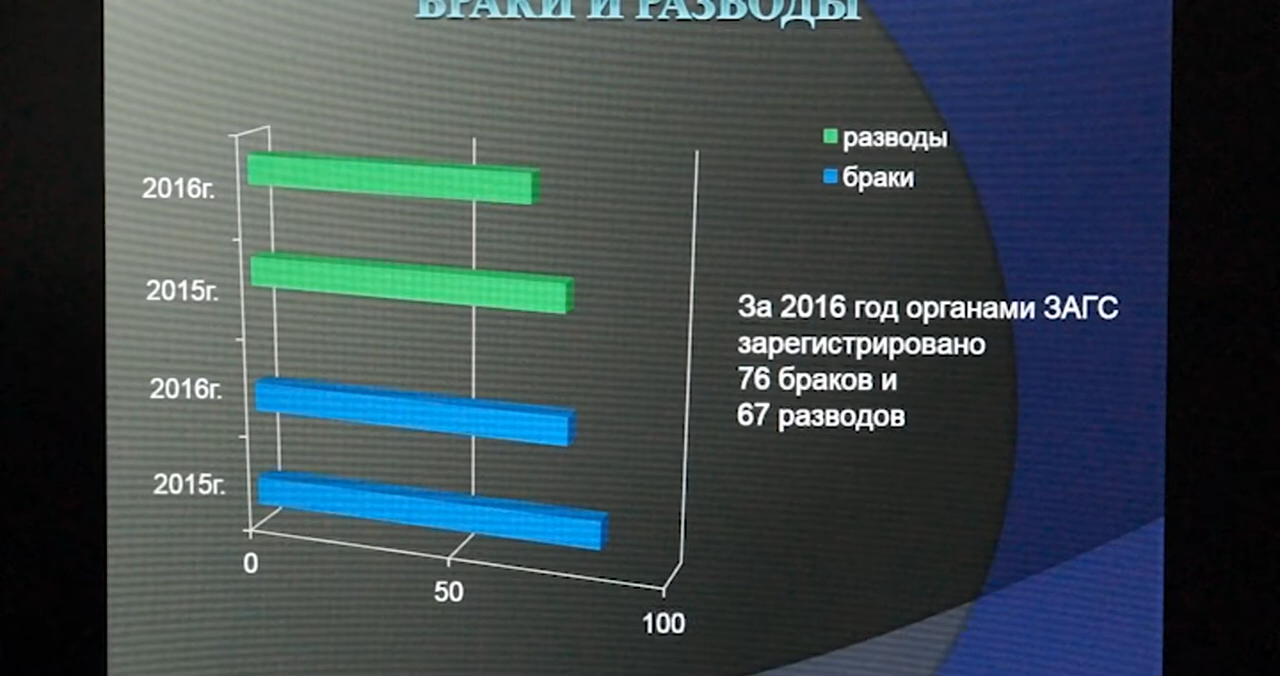 БРАКИ И РАЗВОДЫ
разводы
браки
2016г.
2015г.
2016г.
2015г.
0
50
100
За 2016 год органами ЗАГС
зарегистрировано
76 браков и
67 разводов